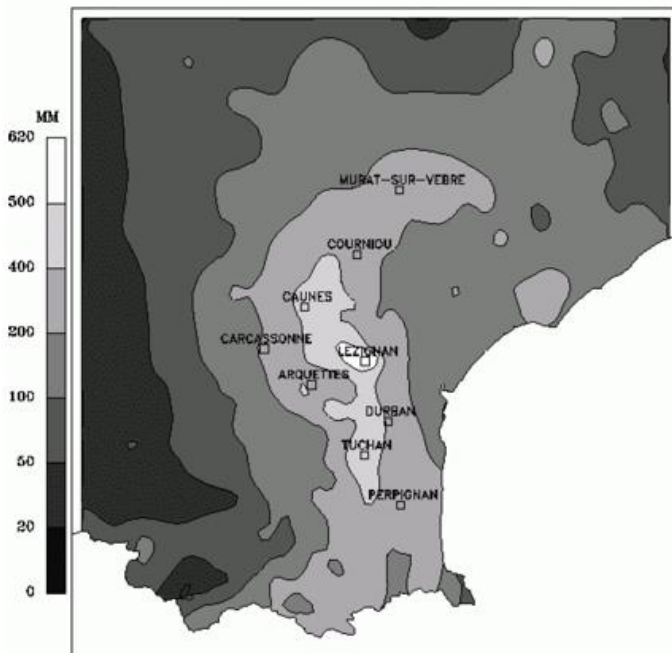 MM
620
500
400
200
100
50
20
0
MURAT-SUR-VEBRE
COURNIOU
CAUNES
CARCASSONNE
LEZIGNAN
ARQUETTES
DURBAN
TUCHAN
PERPIGNAN